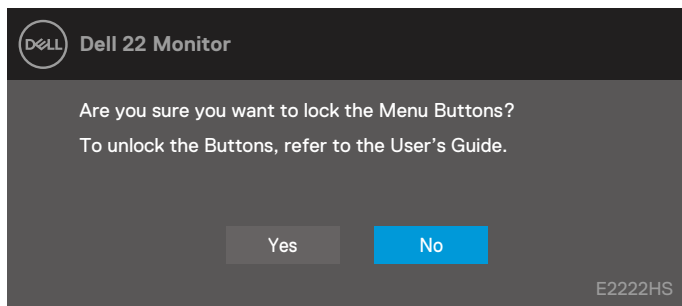 DELL
Dell 22 Monitor
Are you sure you want to lock the Menu Buttons?
To unlock the Buttons, refer to the User’s Guide.
Yes
No
E2222HS